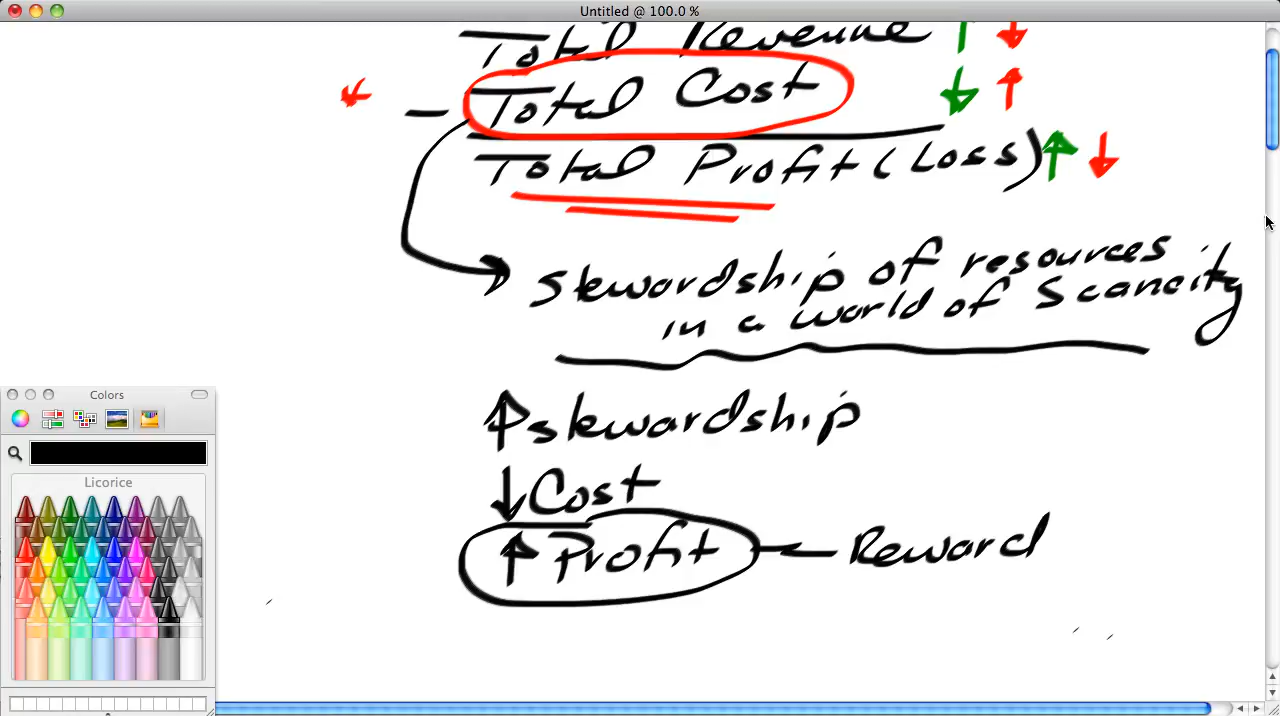 Untitled @ 100.0 %
Total Revenue ↑ ↓
- Total Cost ↓ ↑
Total Profit (Loss) ↑ ↓
Stewardship of resources
in a world of Scarcity
↑ stewardship
↓ Cost
↑ Profit ← Reward
Colors
Licorice